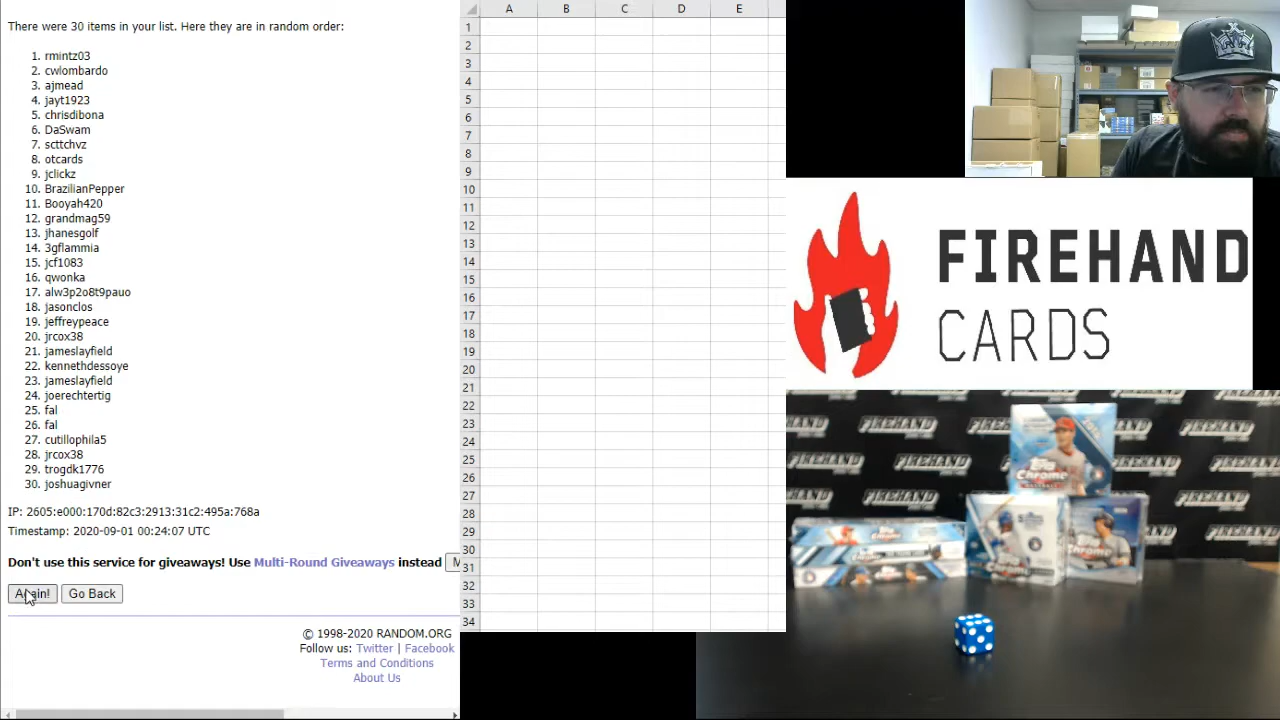 There were 30 items in your list. Here they are in random order:
1. rmintz03
2. cwlombardo
3. ajmead
4. jayt1923
5. chrisdibona
6. DaSwam
7. scttchvz
8. otcards
9. jclickz
10. BrazilianPepper
11. Booyah420
12. grandmag59
13. jhanesgolf
14. 3gflammia
15. jcf1083
16. qwonka
17. alw3p2o8t9pauo
18. jasonclos
19. jeffreypeace
20. jrcox38
21. jameslayfield
22. kennethdessoye
23. jameslayfield
24. joerechtertig
25. fal
26. fal
27. cutillophila5
28. jrcox38
29. trogdk1776
30. joshuagivner
IP: 2605:e000:170d:82c3:2913:31c2:495a:768a
Timestamp: 2020-09-01 00:24:07 UTC
Don't use this service for giveaways! Use Multi-Round Giveaways instead M
Again! Go Back
© 1998-2020 RANDOM.ORG
Follow us: Twitter | Facebook
Terms and Conditions
About Us
A B C D E
1
2
3
4
5
6
7
8
9
10
11
12
13
14
15
16
17
18
19
20
21
22
23
24
25
26
27
28
29
30
31
32
33
34
FIREHAND
CARDS
FIREHAND
FIREHAND
FIREHAND
FIREHAND
topps
Chrome
Chrome
Chrome